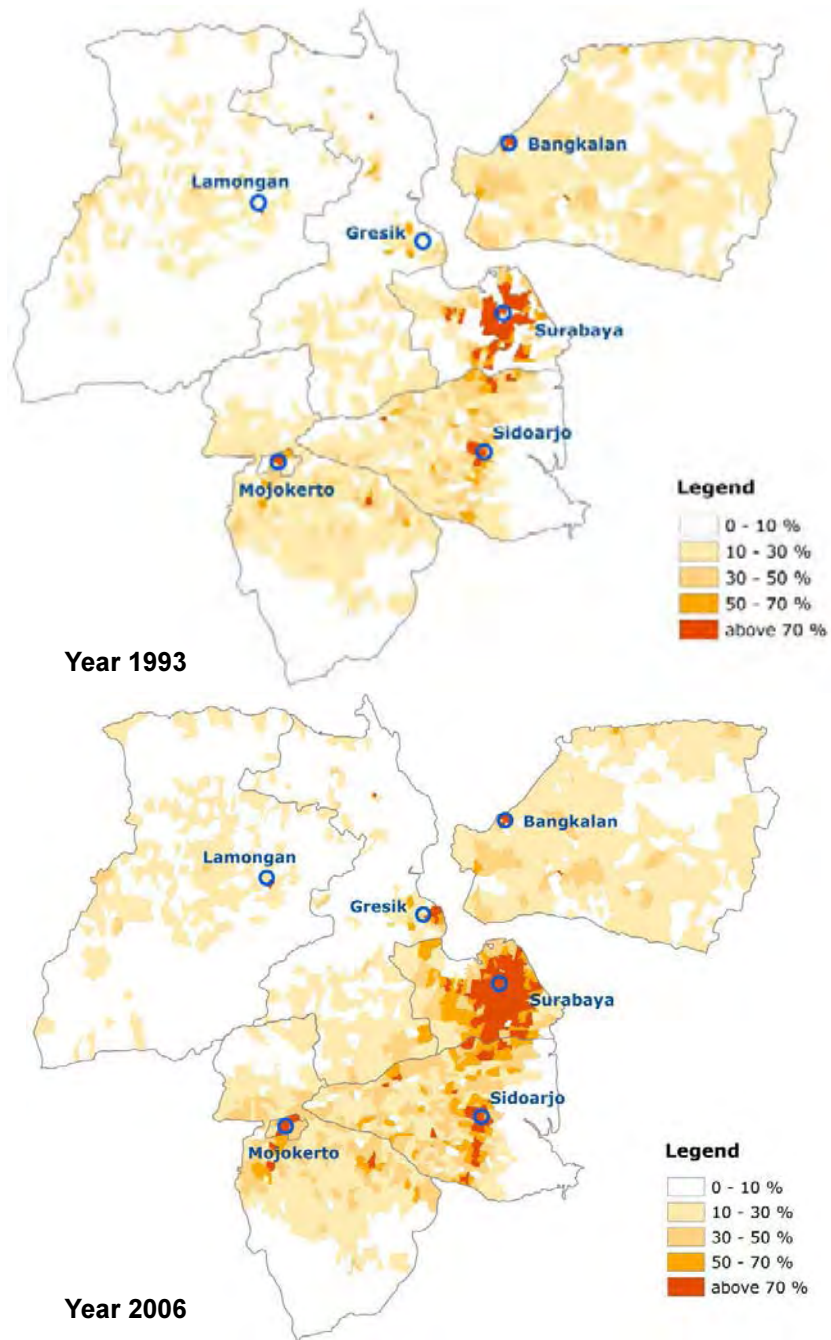 Bangkalan
Lamongan
Gresik
Surabaya
Sidoarjo
Mojokerto
Legend
0 - 10 %
10 - 30 %
30 - 50 %
50 - 70 %
above 70 %
Year 1993
Bangkalan
Lamongan
Gresik
Surabaya
Sidoarjo
Mojokerto
Legend
0 - 10 %
10 - 30 %
30 - 50 %
50 - 70 %
above 70 %
Year 2006